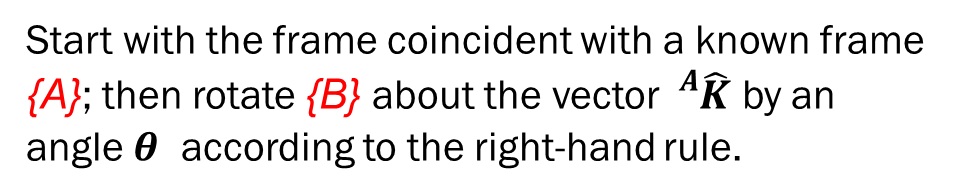 Start with the frame coincident with a known frame
{A}; then rotate {B} about the vector ᴬK̂ by an
angle θ according to the right-hand rule.